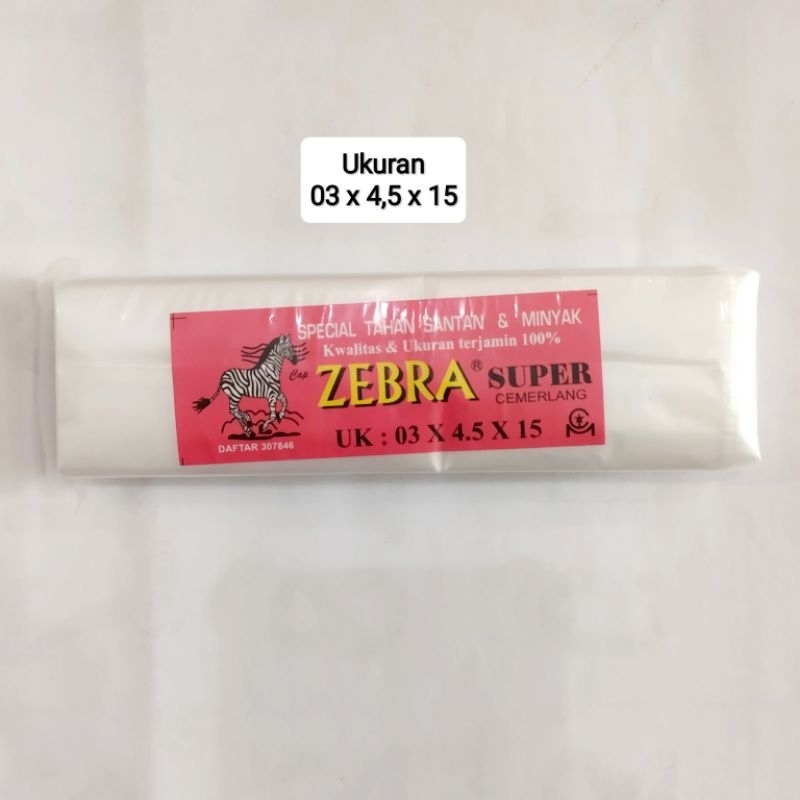 Ukuran
03 x 4,5 x 15
SPECIAL TAHAN SANTAN & MINYAK
Kwalitas & Ukuran terjamin 100%
Cap ZEBRA® SUPER
CEMERLANG
DAFTAR 307846
UK : 03 X 4.5 X 15